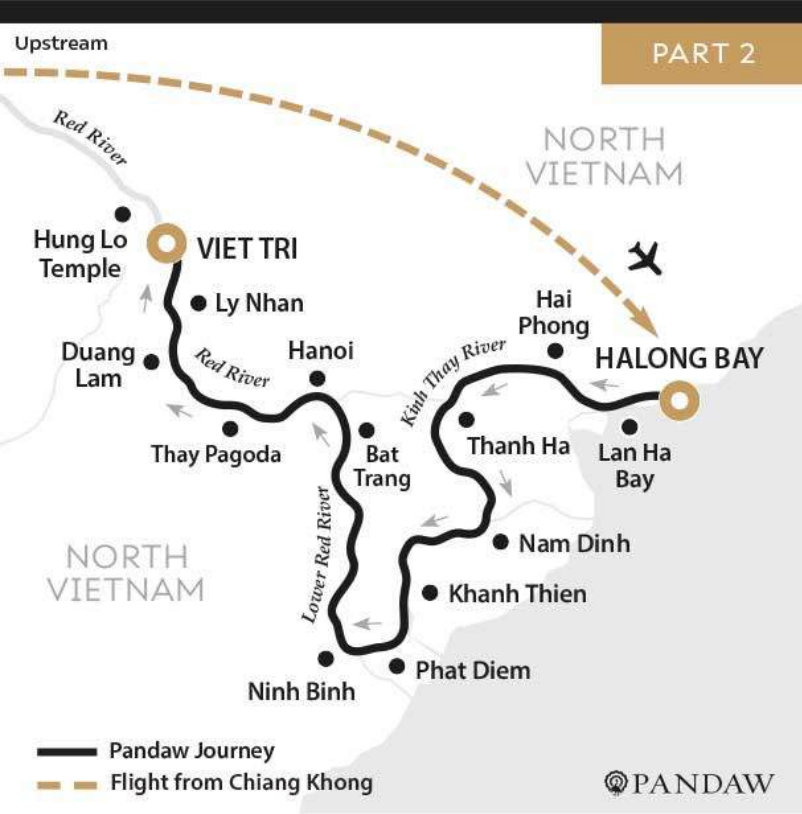 Upstream
PART 2
Red River
NORTH
VIETNAM
Hung Lo
Temple
VIET TRI
Ly Nhan
Hai
Phong
Duang
Lam
Red River
Hanoi
Kinh Thay River
HALONG BAY
Thay Pagoda
Bat
Trang
Thanh Ha
Lan Ha
Bay
Lower Red River
NORTH
VIETNAM
Nam Dinh
Khanh Thien
Ninh Binh
Phat Diem
Pandaw Journey
Flight from Chiang Khong
PANDAW